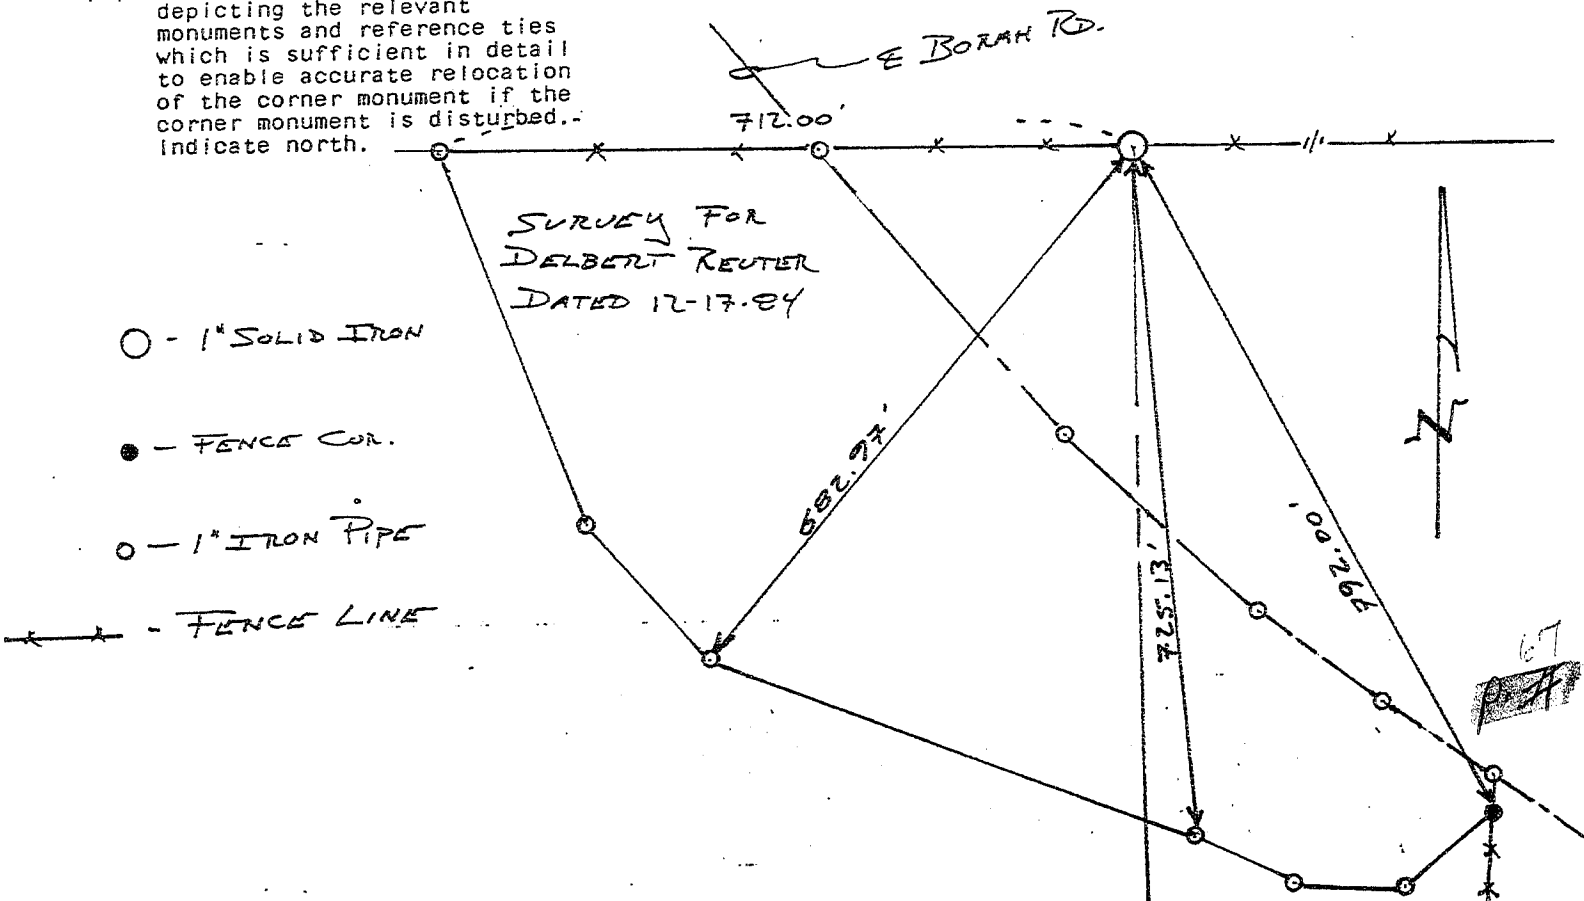 depicting the relevant
monuments and reference ties
which is sufficient in detail
to enable accurate relocation
of the corner monument if the
corner monument is disturbed.
Indicate north.
℄ BORAH RD.
712.00'
SURVEY FOR
DELBERT REUTER
DATED 12-17-84
1" SOLID IRON
FENCE COR.
1" IRON PIPE
FENCE LINE
682.97'
725.13'
792.00'
N
67